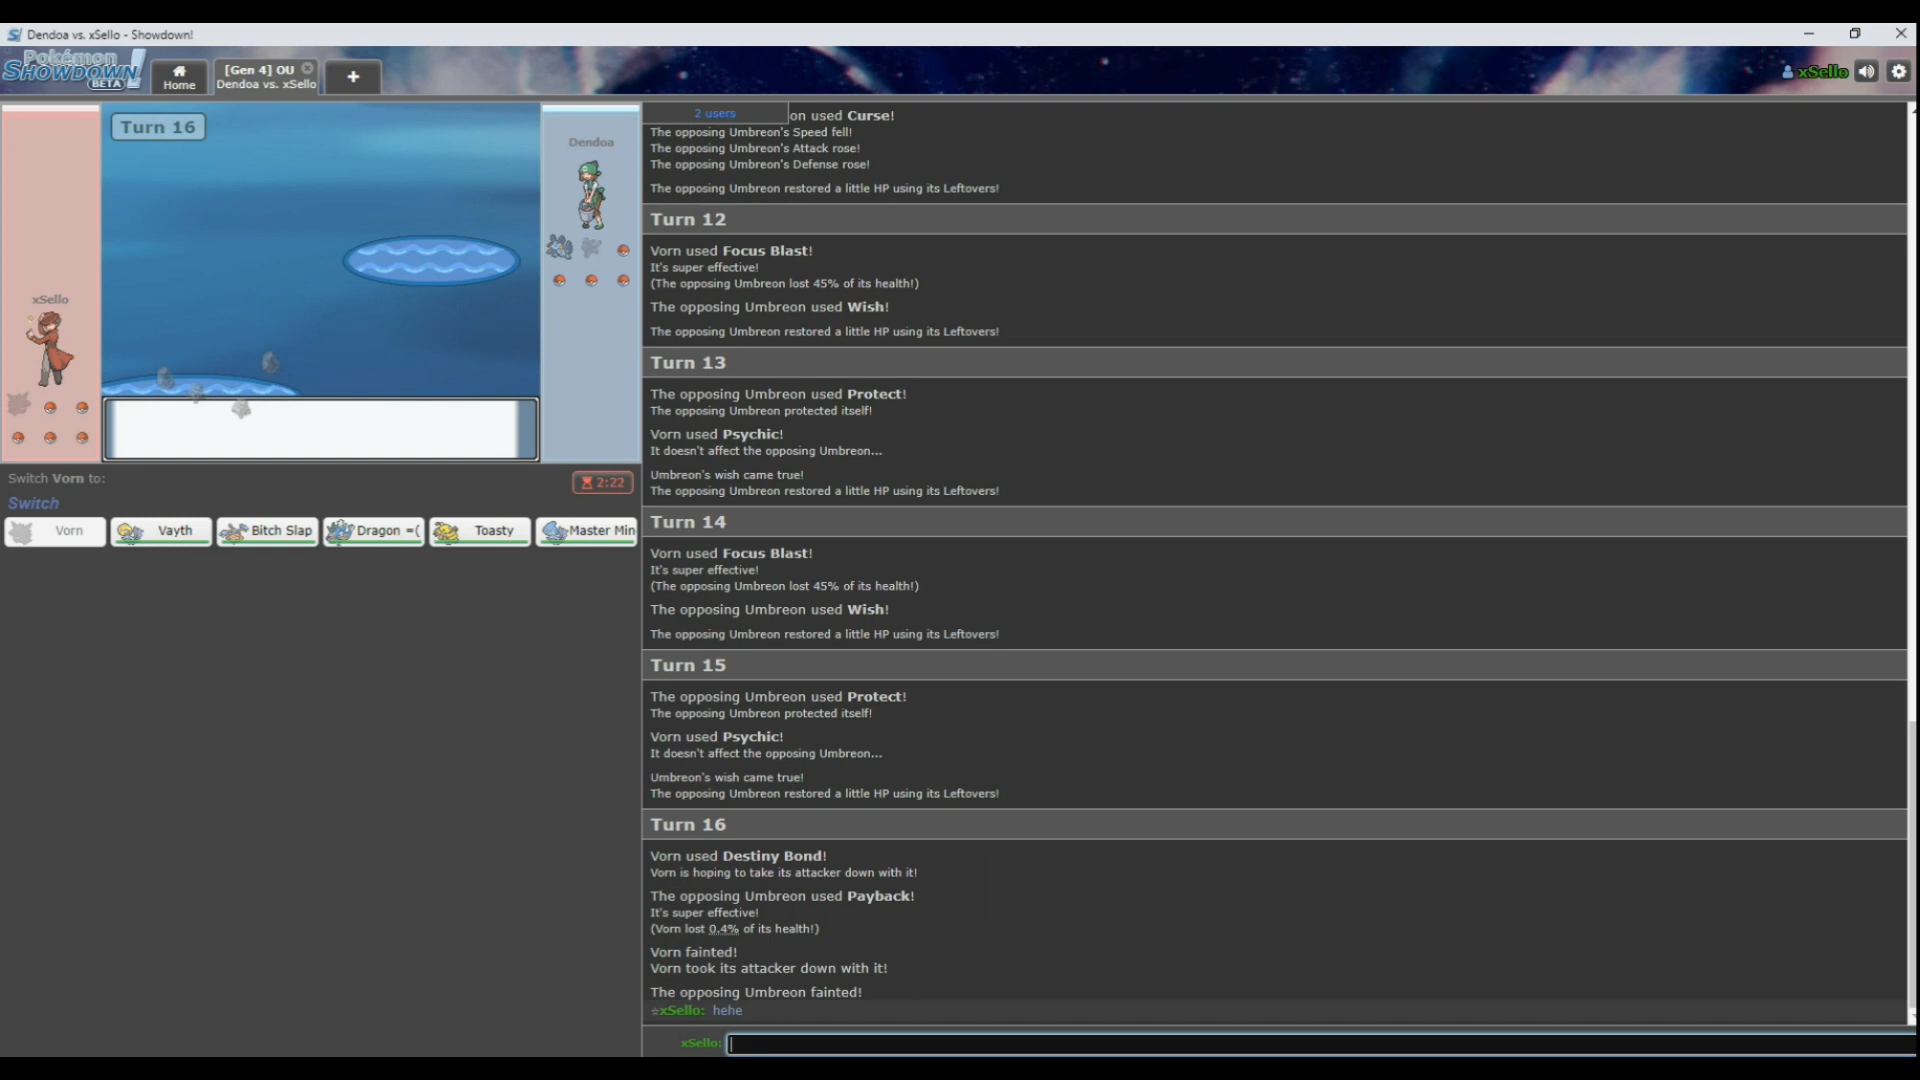 Dendoa vs. xSello - Showdown!
Pokémon
SHOWDOWN!
BETA
Home
[Gen 4] OU
Dendoa vs. xSello
+
xSello
Turn 16
Dendoa
xSello
Switch Vorn to:
2:22
Switch
Vorn
Vayth
Bitch Slap
Dragon =(
Toasty
Master Min
2 users
on used Curse!
The opposing Umbreon's Speed fell!
The opposing Umbreon's Attack rose!
The opposing Umbreon's Defense rose!
The opposing Umbreon restored a little HP using its Leftovers!
Turn 12
Vorn used Focus Blast!
It's super effective!
(The opposing Umbreon lost 45% of its health!)
The opposing Umbreon used Wish!
The opposing Umbreon restored a little HP using its Leftovers!
Turn 13
The opposing Umbreon used Protect!
The opposing Umbreon protected itself!
Vorn used Psychic!
It doesn't affect the opposing Umbreon...
Umbreon's wish came true!
The opposing Umbreon restored a little HP using its Leftovers!
Turn 14
Vorn used Focus Blast!
It's super effective!
(The opposing Umbreon lost 45% of its health!)
The opposing Umbreon used Wish!
The opposing Umbreon restored a little HP using its Leftovers!
Turn 15
The opposing Umbreon used Protect!
The opposing Umbreon protected itself!
Vorn used Psychic!
It doesn't affect the opposing Umbreon...
Umbreon's wish came true!
The opposing Umbreon restored a little HP using its Leftovers!
Turn 16
Vorn used Destiny Bond!
Vorn is hoping to take its attacker down with it!
The opposing Umbreon used Payback!
It's super effective!
(Vorn lost 0.4% of its health!)
Vorn fainted!
Vorn took its attacker down with it!
The opposing Umbreon fainted!
☆xSello: hehe
xSello: